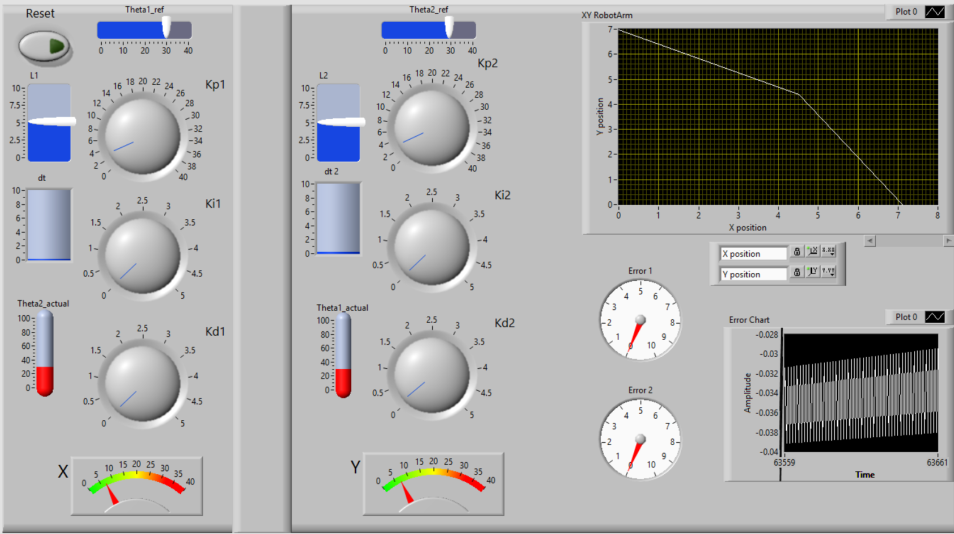 Reset
Theta1_ref
0 10 20 30 40
L1
10-
7.5-
5-
2.5-
0-
Kp1
0 2 4 6 8 10 12 14 16 18 20 22 24 26 28 30 32 34 36 38 40
dt
10-
8-
6-
4-
2-
0-
Ki1
0 0.5 1 1.5 2 2.5 3 3.5 4 4.5 5
Theta2_actual
100-
80-
60-
40-
20-
0-
Kd1
0 0.5 1 1.5 2 2.5 3 3.5 4 4.5 5
X
0 5 10 15 20 25 30 35 40
Theta2_ref
0 10 20 30 40
L2
10-
7.5-
5-
2.5-
0-
Kp2
0 2 4 6 8 10 12 14 16 18 20 22 24 26 28 30 32 34 36 38 40
dt 2
10-
8-
6-
4-
2-
0-
Ki2
0 0.5 1 1.5 2 2.5 3 3.5 4 4.5 5
Theta1_actual
100-
80-
60-
40-
20-
0-
Kd2
0 0.5 1 1.5 2 2.5 3 3.5 4 4.5 5
Y
0 5 10 15 20 25 30 35 40
XY RobotArm
Plot 0
Y position
7-
6-
5-
4-
3-
2-
1-
0-
0 1 2 3 4 5 6 7 8
X position
X position
Y position
Error 1
0 1 2 3 4 5 6 7 8 9 10
Error 2
0 1 2 3 4 5 6 7 8 9 10
Error Chart
Plot 0
Amplitude
-0.028
-0.03
-0.032
-0.034
-0.036
-0.038
-0.04
63559 63661
Time